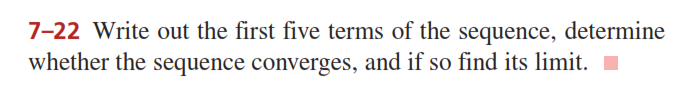 7–22 Write out the first five terms of the sequence, determine
whether the sequence converges, and if so find its limit.